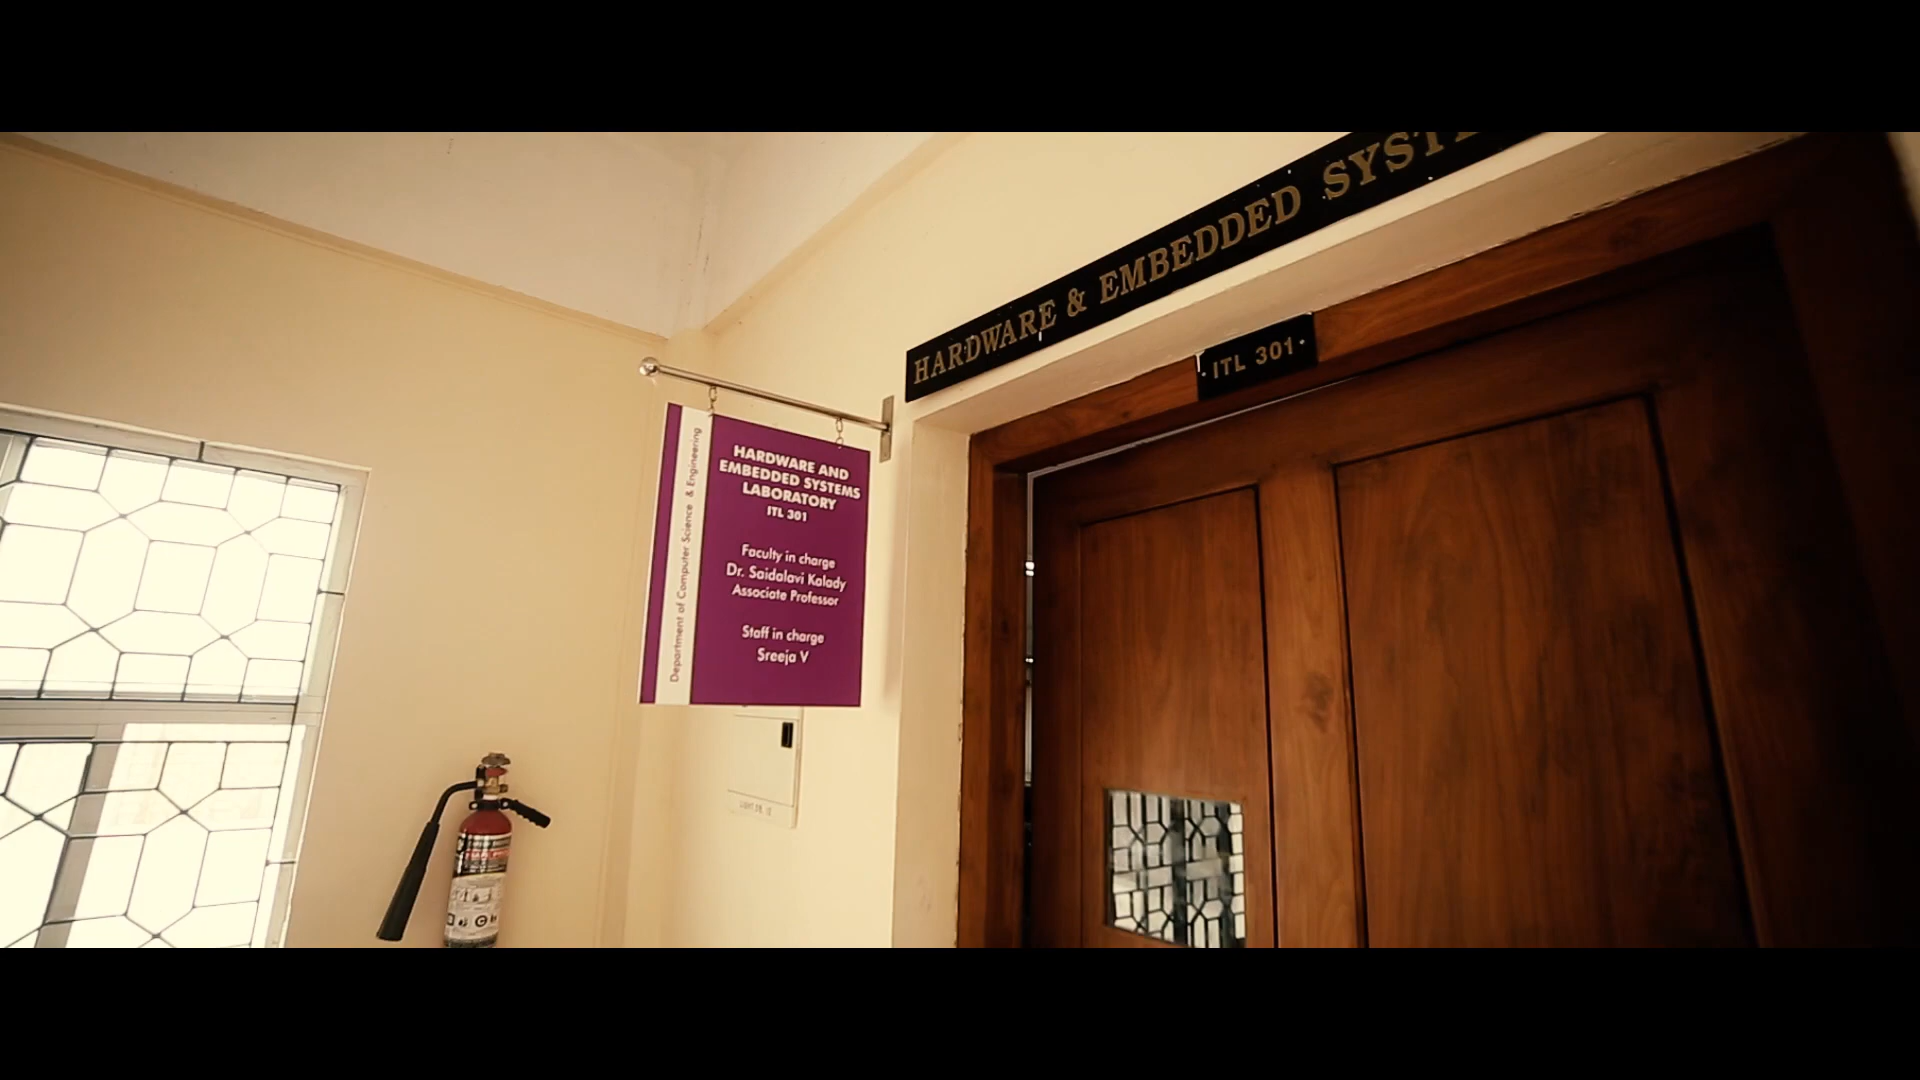 HARDWARE & EMBEDDED SYST
ITL 301
Department of Computer Science & Engineering
HARDWARE AND
EMBEDDED SYSTEMS
LABORATORY
ITL 301
Faculty in charge
Dr. Saidalavi Kalady
Associate Professor
Staff in charge
Sreeja V